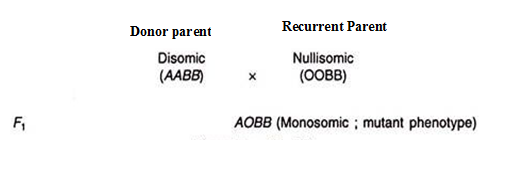 Donor parent Recurrent Parent
Disomic Nullisomic
(AABB) x (OOBB)
F1 AOBB (Monosomic ; mutant phenotype)